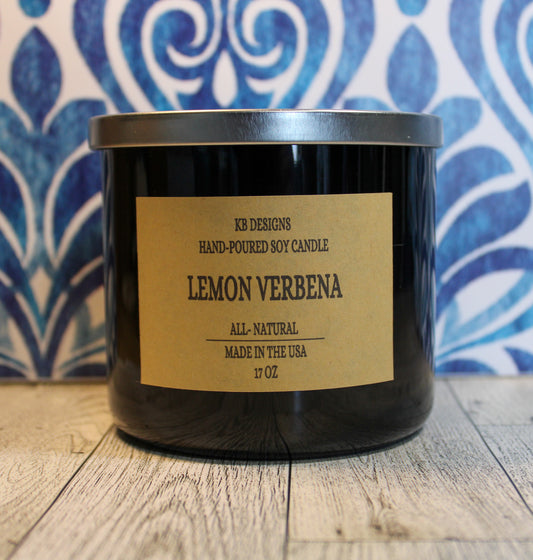 KB DESIGNS
HAND-POURED SOY CANDLE
LEMON VERBENA
ALL- NATURAL
MADE IN THE USA
17 OZ